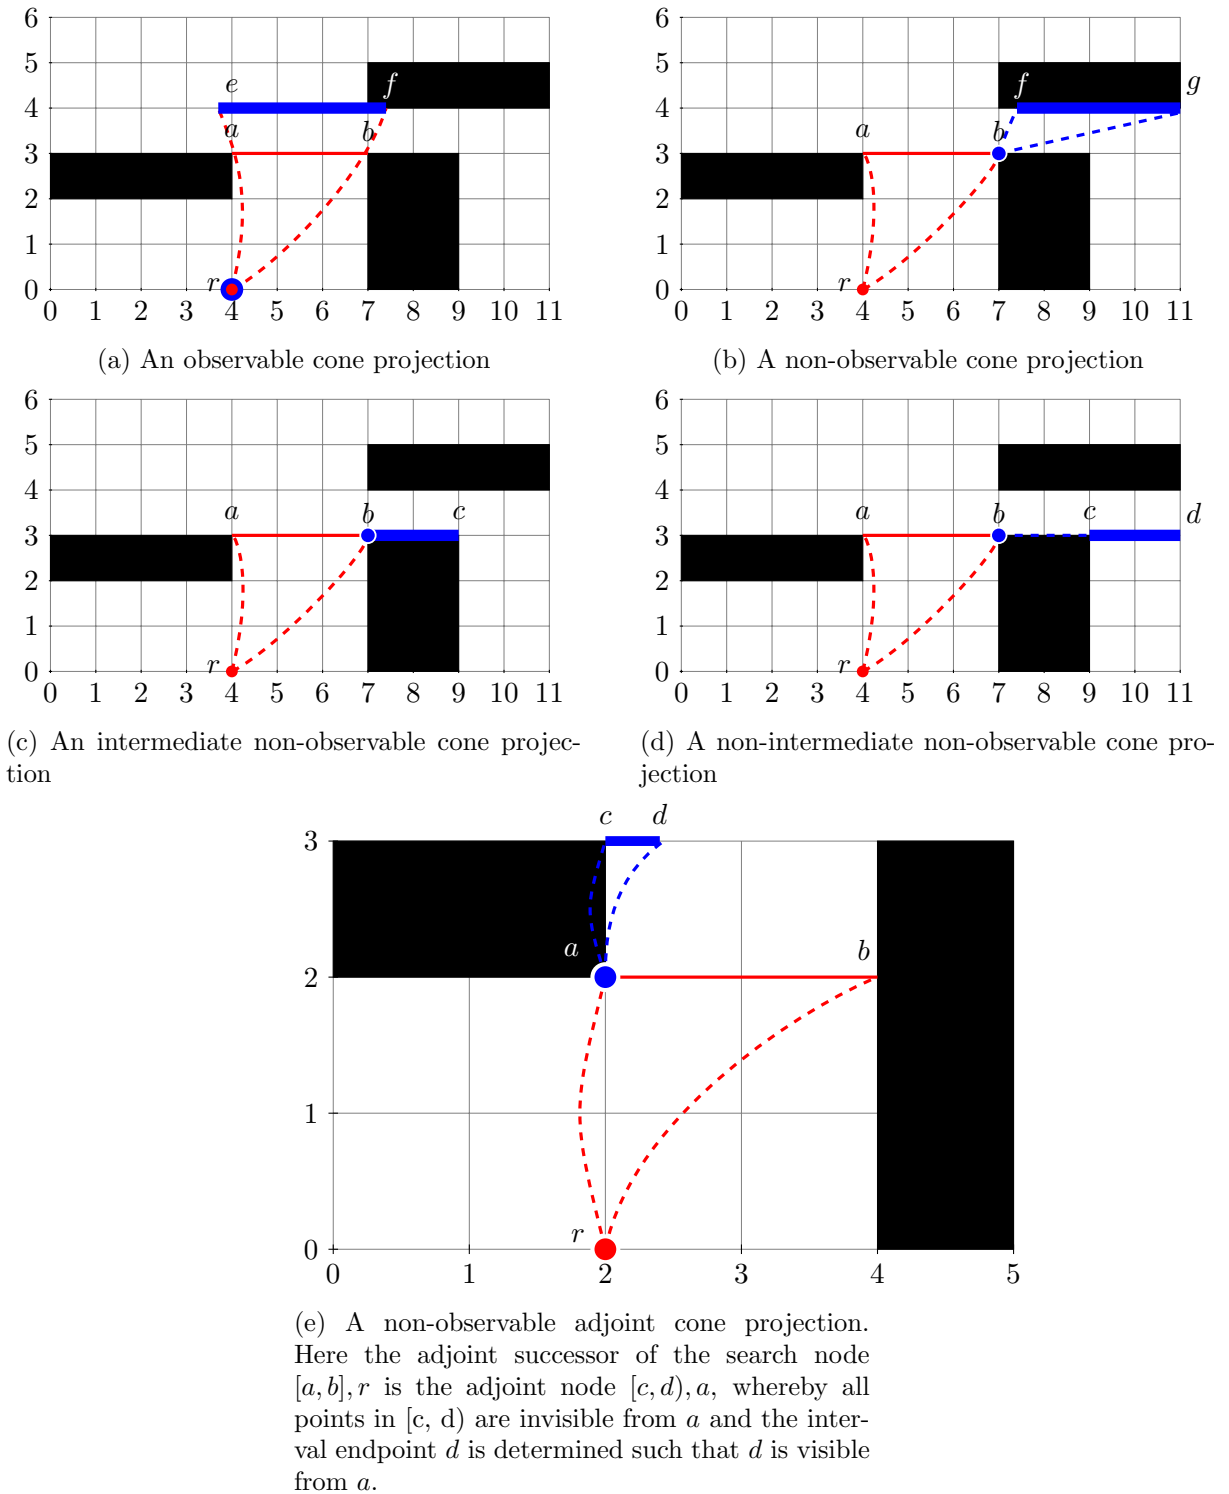 6
5
4
3
2
1
0
0 1 2 3 4 5 6 7 8 9 10 11
e
f
a
b
r
(a) An observable cone projection
6
5
4
3
2
1
0
0 1 2 3 4 5 6 7 8 9 10 11
f
g
a
b
r
(b) A non-observable cone projection
6
5
4
3
2
1
0
0 1 2 3 4 5 6 7 8 9 10 11
a
b
c
r
(c) An intermediate non-observable cone projec-
tion
6
5
4
3
2
1
0
0 1 2 3 4 5 6 7 8 9 10 11
a
b
c
d
r
(d) A non-intermediate non-observable cone pro-
jection
c d
3
2
1
0
0 1 2 3 4 5
a
b
r
(e) A non-observable adjoint cone projection.
Here the adjoint successor of the search node
[a, b], r is the adjoint node [c, d), a, whereby all
points in [c, d) are invisible from a and the inter-
val endpoint d is determined such that d is visible
from a.